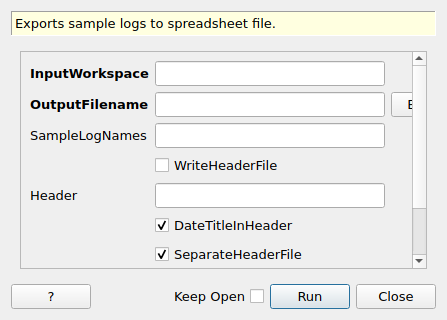 Exports sample logs to spreadsheet file.
InputWorkspace
OutputFilename
SampleLogNames
WriteHeaderFile
Header
DateTitleInHeader
SeparateHeaderFile
? Keep Open Run Close